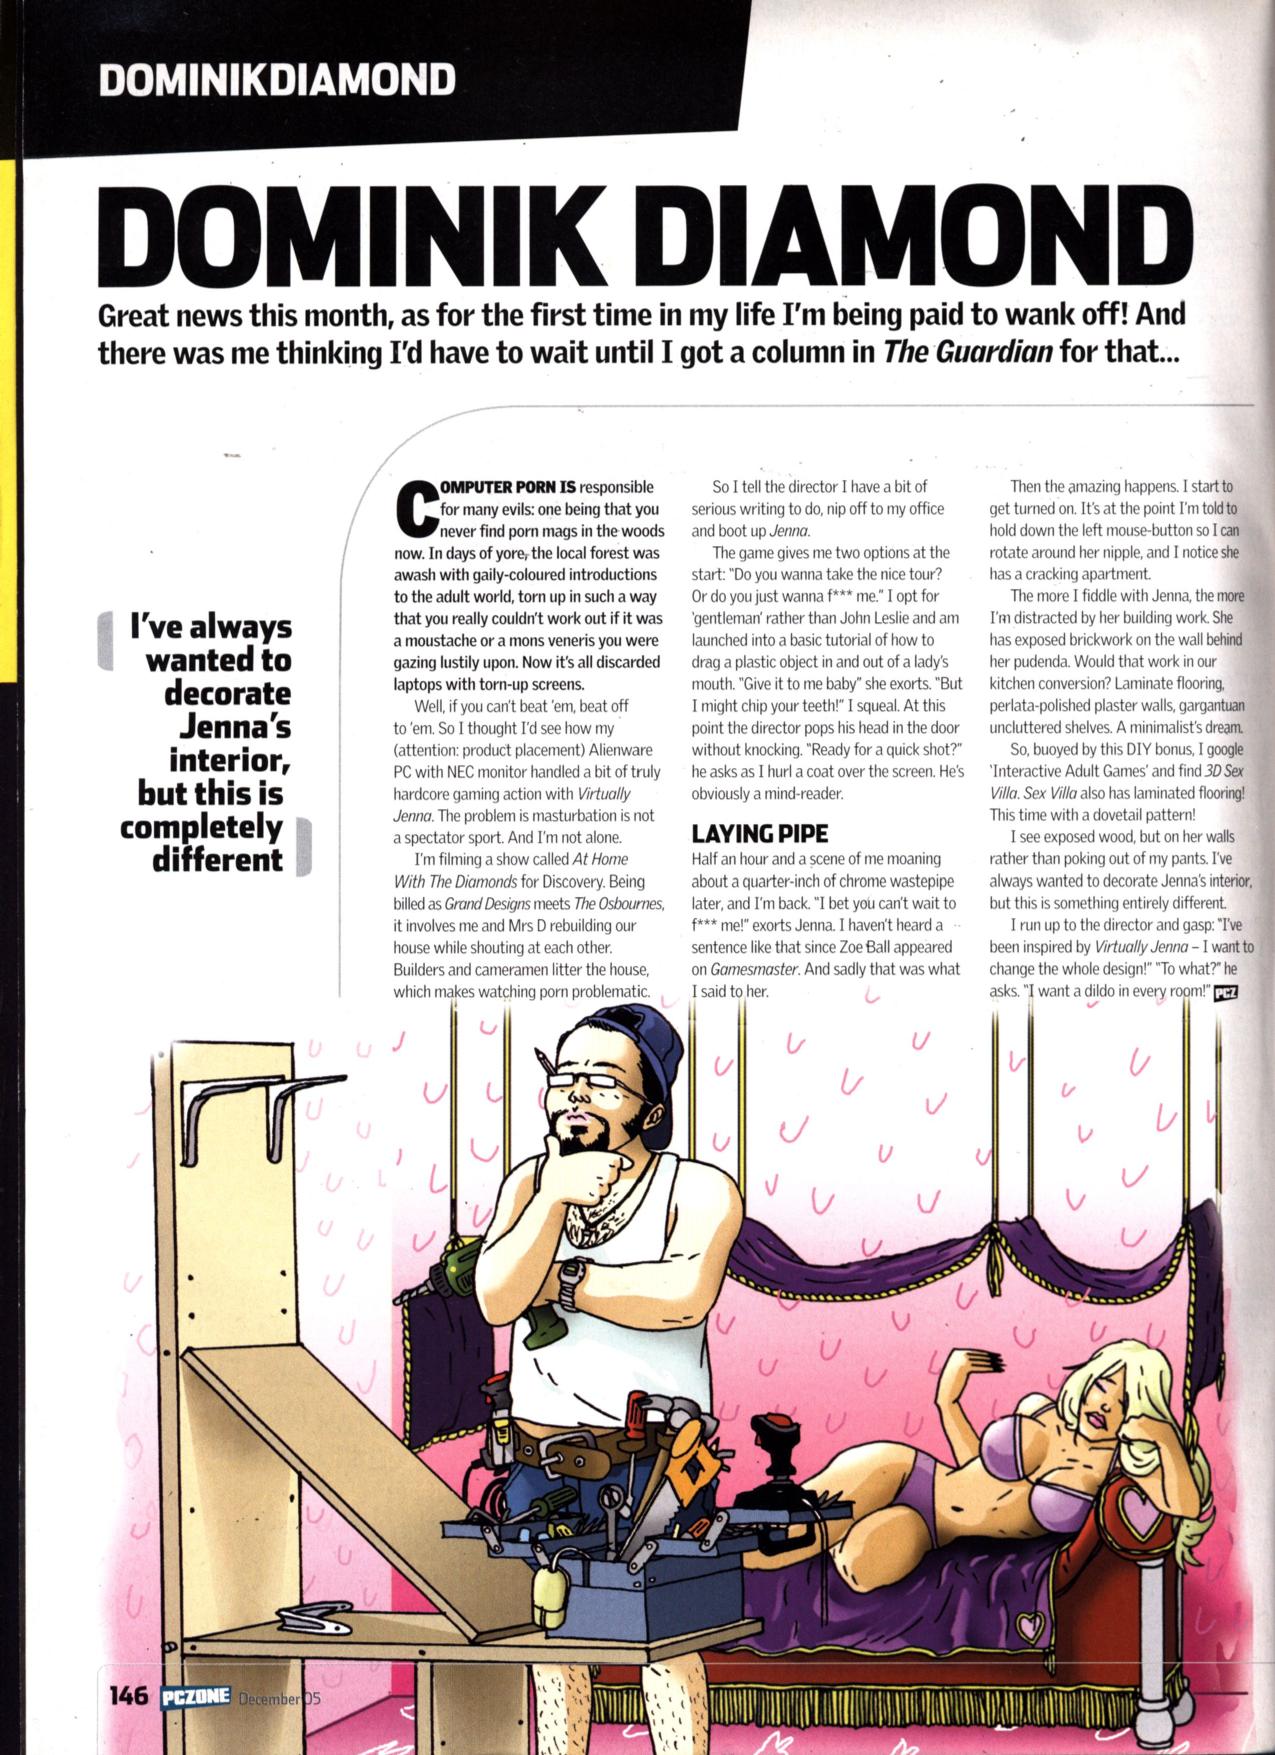 DOMINIKDIAMOND
DOMINIK DIAMOND
Great news this month, as for the first time in my life I'm being paid to wank off! And
there was me thinking I'd have to wait until I got a column in The Guardian for that...
I've always
wanted to
decorate
Jenna's
interior,
but this is
completely
different
COMPUTER PORN IS responsible
for many evils: one being that you
never find porn mags in the woods
now. In days of yore, the local forest was
awash with gaily-coloured introductions
to the adult world, torn up in such a way
that you really couldn't work out if it was
a moustache or a mons veneris you were
gazing lustily upon. Now it's all discarded
laptops with torn-up screens.
Well, if you can't beat 'em, beat off
to 'em. So I thought I'd see how my
(attention: product placement) Alienware
PC with NEC monitor handled a bit of truly
hardcore gaming action with Virtually
Jenna. The problem is masturbation is not
a spectator sport. And I'm not alone.
I'm filming a show called At Home
With The Diamonds for Discovery. Being
billed as Grand Designs meets The Osbournes,
it involves me and Mrs D rebuilding our
house while shouting at each other.
Builders and cameramen litter the house,
which makes watching porn problematic.
So I tell the director I have a bit of
serious writing to do, nip off to my office
and boot up Jenna.
The game gives me two options at the
start: "Do you wanna take the nice tour?
Or do you just wanna f*** me." I opt for
'gentleman' rather than John Leslie and am
launched into a basic tutorial of how to
drag a plastic object in and out of a lady's
mouth. "Give it to me baby" she exorts. "But
I might chip your teeth!" I squeal. At this
point the director pops his head in the door
without knocking. "Ready for a quick shot?"
he asks as I hurl a coat over the screen. He's
obviously a mind-reader.
LAYING PIPE
Half an hour and a scene of me moaning
about a quarter-inch of chrome wastepipe
later, and I'm back. "I bet you can't wait to
f*** me!" exorts Jenna. I haven't heard a
sentence like that since Zoe Ball appeared
on Gamesmaster. And sadly that was what
I said to her.
Then the amazing happens. I start to
get turned on. It's at the point I'm told to
hold down the left mouse-button so I can
rotate around her nipple, and I notice she
has a cracking apartment.
The more I fiddle with Jenna, the more
I'm distracted by her building work. She
has exposed brickwork on the wall behind
her pudenda. Would that work in our
kitchen conversion? Laminate flooring,
perlata-polished plaster walls, gargantuan
uncluttered shelves. A minimalist's dream.
So, buoyed by this DIY bonus, I google
'Interactive Adult Games' and find 3D Sex
Villa. Sex Villa also has laminated flooring!
This time with a dovetail pattern!
I see exposed wood, but on her walls
rather than poking out of my pants. I've
always wanted to decorate Jenna's interior,
but this is something entirely different.
I run up to the director and gasp: "I've
been inspired by Virtually Jenna – I want to
change the whole design!" "To what?" he
asks. "I want a dildo in every room!" PCZ
146 PCZONE December 05